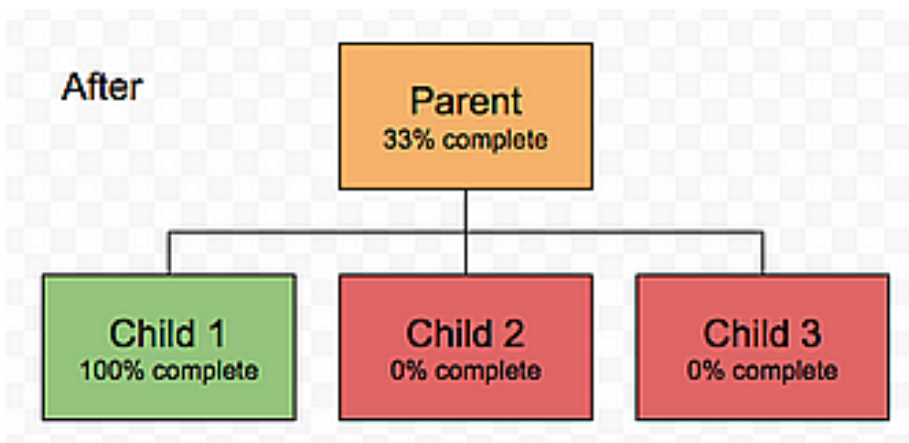 After
Parent
33% complete
Child 1
100% complete
Child 2
0% complete
Child 3
0% complete